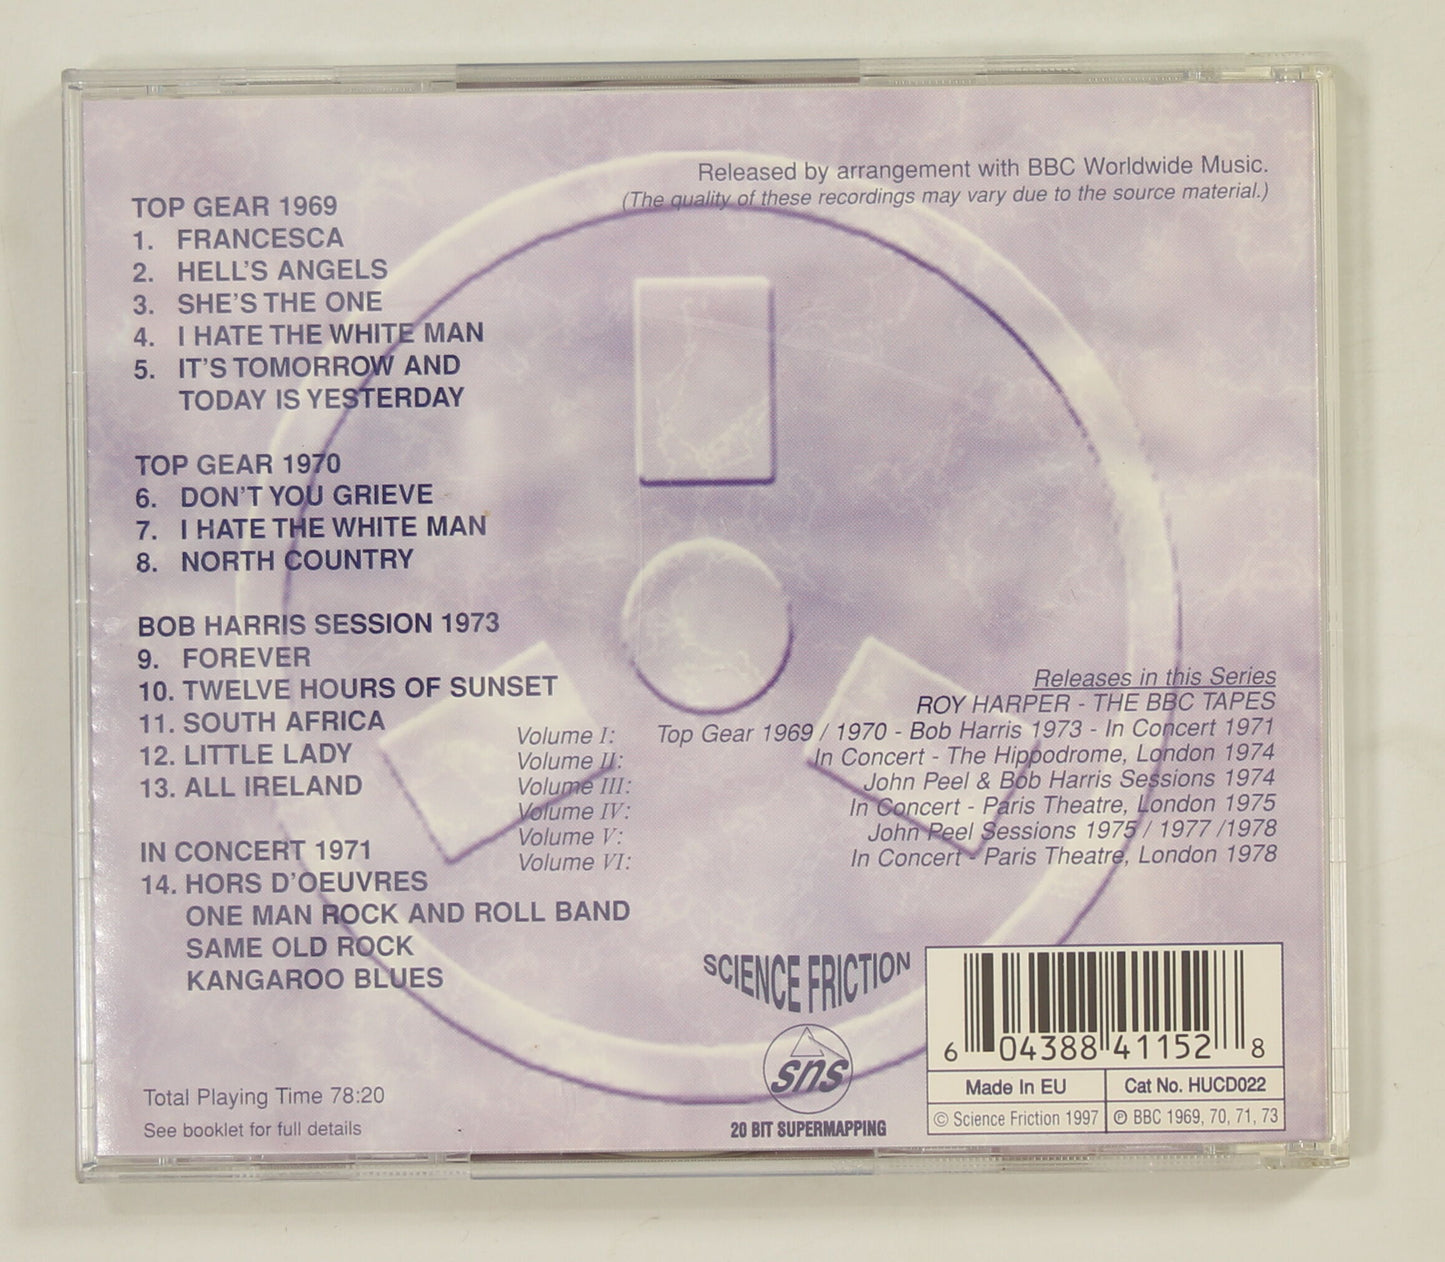 Released by arrangement with BBC Worldwide Music.
(The quality of these recordings may vary due to the source material.)
TOP GEAR 1969
1. FRANCESCA
2. HELL'S ANGELS
3. SHE'S THE ONE
4. I HATE THE WHITE MAN
5. IT'S TOMORROW AND
TODAY IS YESTERDAY
TOP GEAR 1970
6. DON'T YOU GRIEVE
7. I HATE THE WHITE MAN
8. NORTH COUNTRY
BOB HARRIS SESSION 1973
9. FOREVER
10. TWELVE HOURS OF SUNSET
11. SOUTH AFRICA
12. LITTLE LADY
13. ALL IRELAND
IN CONCERT 1971
14. HORS D'OEUVRES
ONE MAN ROCK AND ROLL BAND
SAME OLD ROCK
KANGAROO BLUES
Total Playing Time 78:20
See booklet for full details
Releases in this Series
ROY HARPER - THE BBC TAPES
Volume I: Top Gear 1969 / 1970 - Bob Harris 1973 - In Concert 1971
Volume II: In Concert - The Hippodrome, London 1974
Volume III: John Peel & Bob Harris Sessions 1974
Volume IV: In Concert - Paris Theatre, London 1975
Volume V: John Peel Sessions 1975 / 1977 /1978
Volume VI: In Concert - Paris Theatre, London 1978
SCIENCE FRICTION
sns
20 BIT SUPERMAPPING
6 04388 41152 8
Made In EU Cat No. HUCD022
© Science Friction 1997 ℗ BBC 1969, 70, 71, 73